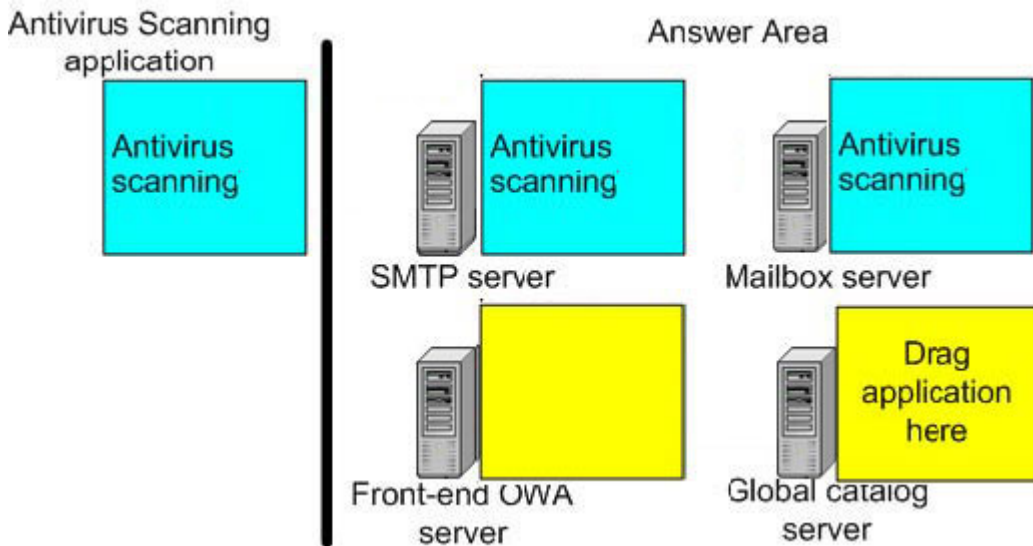 Antivirus Scanning
application
Answer Area
Antivirus
scanning
Antivirus
scanning
Antivirus
scanning
SMTP server
Mailbox server
Drag
application
here
Front-end OWA
server
Global catalog
server